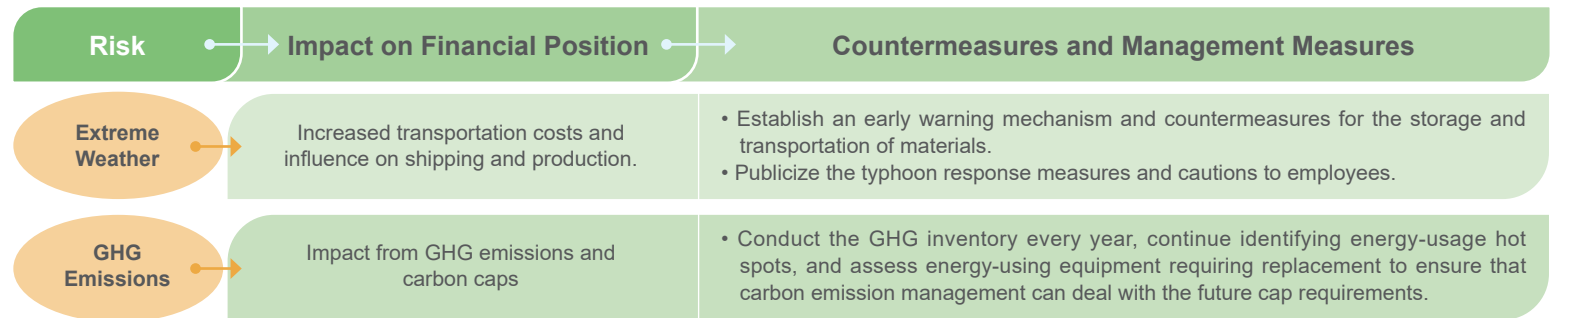 Risk
Impact on Financial Position
Countermeasures and Management Measures
Extreme
Weather
Increased transportation costs and
influence on shipping and production.
• Establish an early warning mechanism and countermeasures for the storage and
transportation of materials.
• Publicize the typhoon response measures and cautions to employees.
GHG
Emissions
Impact from GHG emissions and
carbon caps
• Conduct the GHG inventory every year, continue identifying energy-usage hot
spots, and assess energy-using equipment requiring replacement to ensure that
carbon emission management can deal with the future cap requirements.